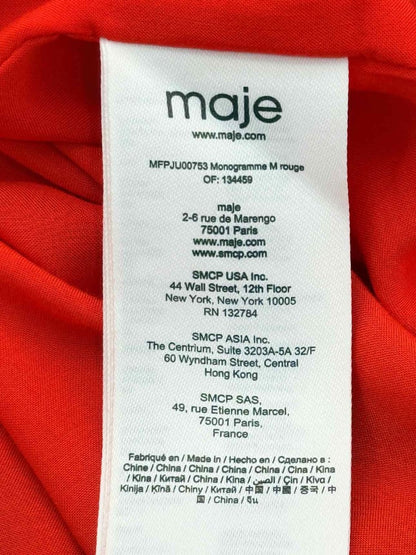 maje
www.maje.com
MFPJU00753 Monogramme M rouge
OF: 134459
maje
2-6 rue de Marengo
75001 Paris
www.maje.com
www.smcp.com
SMCP USA Inc.
44 Wall Street, 12th Floor
New York, New York 10005
RN 132784
SMCP ASIA Inc.
The Centrium, Suite 3203A-5A 32/F
60 Wyndham Street, Central
Hong Kong
SMCP SAS,
49, rue Etienne Marcel,
75001 Paris,
France
Fabriqué en / Made in / Hecho en / Сделано в :
Chine / China / China / China / China / Cina / Kina
/ Kina / Китай / China / China / الصين / Çin / Κίνα /
Kinija / Ķīnā / Chiny / Китай / 中国 / 中國 / 중국 / 中
国 / China / จีน